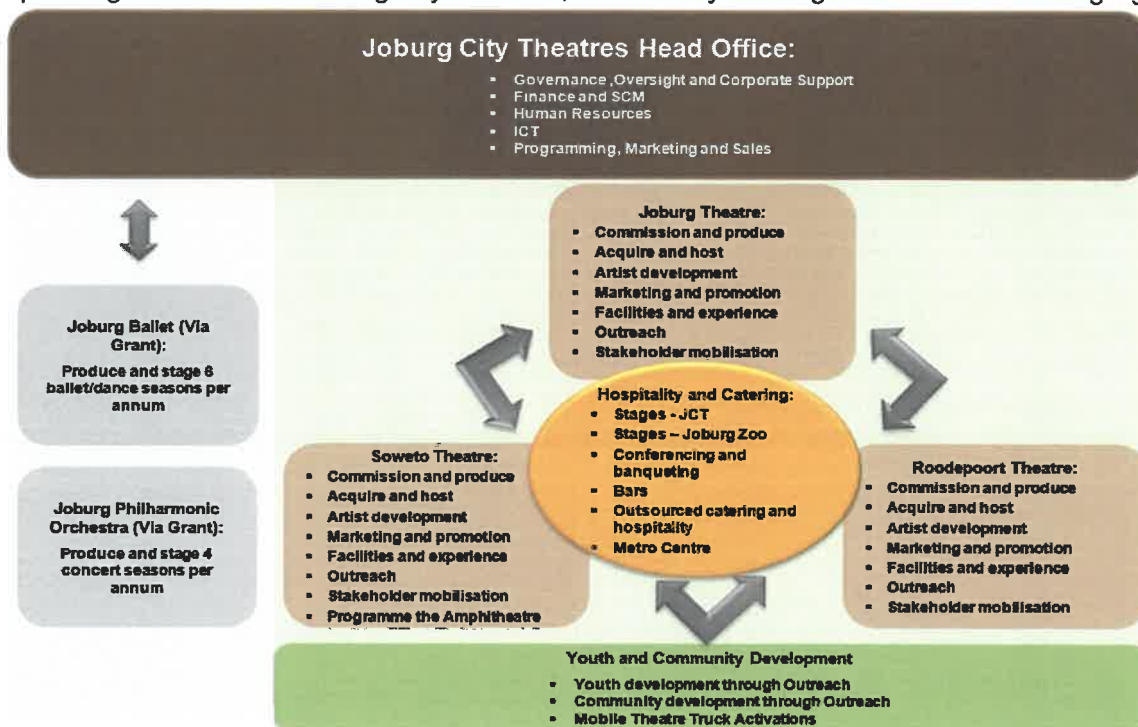 Joburg City Theatres Head Office:
▪ Governance ,Oversight and Corporate Support
▪ Finance and SCM
▪ Human Resources
▪ ICT
▪ Programming, Marketing and Sales
Joburg Theatre:
▪ Commission and produce
▪ Acquire and host
▪ Artist development
▪ Marketing and promotion
▪ Facilities and experience
▪ Outreach
▪ Stakeholder mobilisation
Joburg Ballet (Via
Grant):
Produce and stage 6
ballet/dance seasons per
annum
Hospitality and Catering:
▪ Stages - JCT
▪ Stages – Joburg Zoo
▪ Conferencing and
banqueting
▪ Bars
▪ Outsourced catering and
hospitality
▪ Metro Centre
Joburg Philharmonic
Orchestra (Via Grant):
Produce and stage 4
concert seasons per
annum
Soweto Theatre:
▪ Commission and produce
▪ Acquire and host
▪ Artist development
▪ Marketing and promotion
▪ Facilities and experience
▪ Outreach
▪ Stakeholder mobilisation
▪ Programme the Amphitheatre
Roodepoort Theatre:
▪ Commission and produce
▪ Acquire and host
▪ Artist development
▪ Marketing and promotion
▪ Facilities and experience
▪ Outreach
▪ Stakeholder mobilisation
Youth and Community Development
▪ Youth development through Outreach
▪ Community development through Outreach
▪ Mobile Theatre Truck Activations